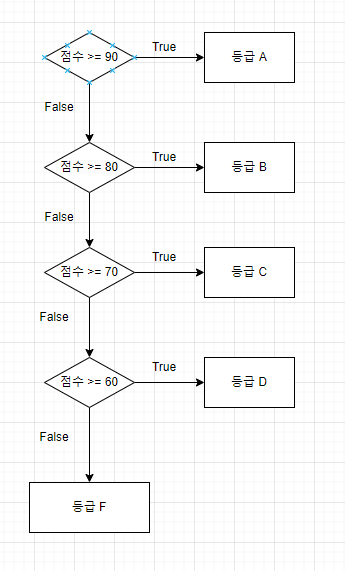 점수 >= 90
True
등급 A
False
점수 >= 80
True
등급 B
False
점수 >= 70
True
등급 C
False
점수 >= 60
True
등급 D
False
등급 F